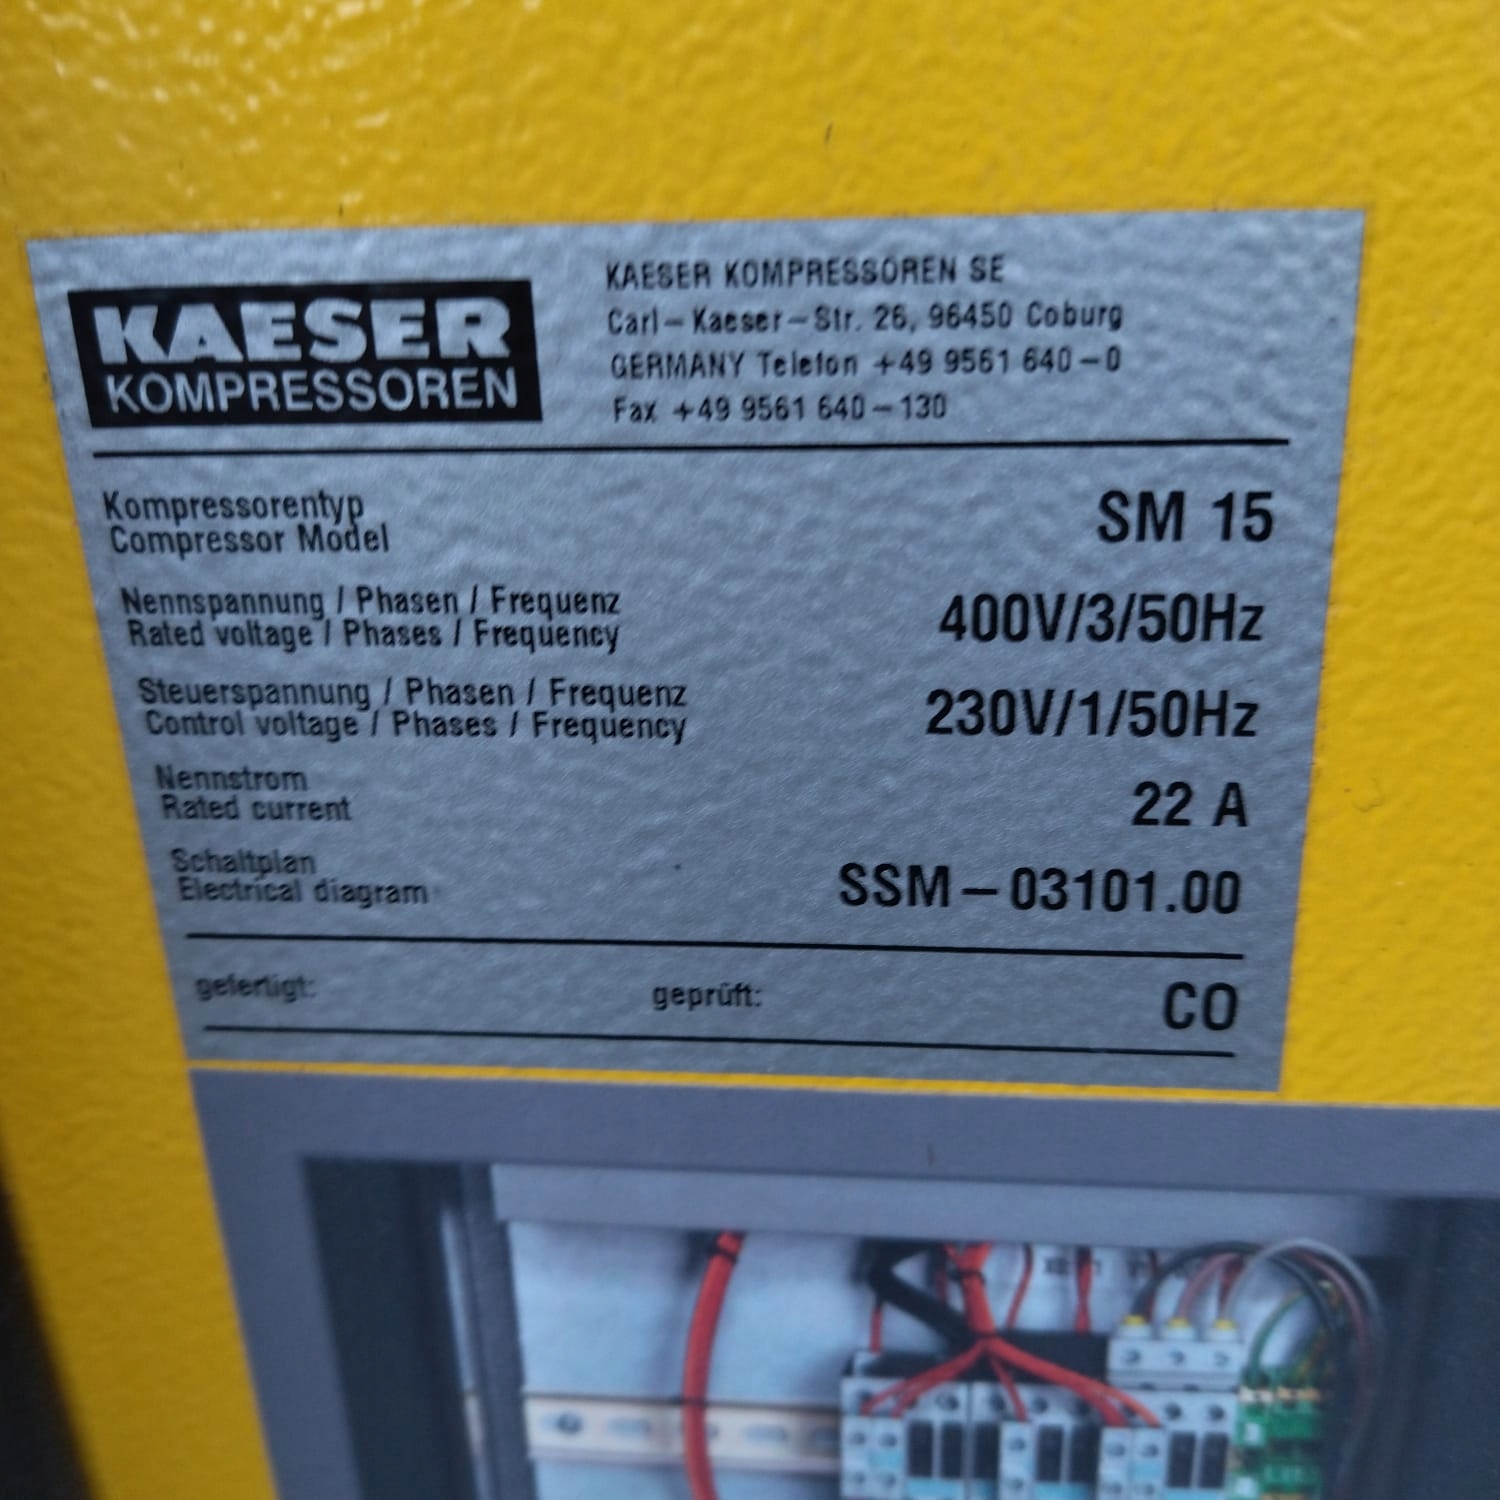 KAESER
KOMPRESSOREN
KAESER KOMPRESSOREN SE
Carl-Kaeser-Str. 26, 96450 Coburg
GERMANY Telefon +49 9561 640-0
Fax +49 9561 640-130
Kompressorentyp
Compressor Model
SM 15
Nennspannung / Phasen / Frequenz
Rated voltage / Phases / Frequency
400V/3/50Hz
Steuerspannung / Phasen / Frequenz
Control voltage / Phases / Frequency
230V/1/50Hz
Nennstrom
Rated current
22 A
Schaltplan
Electrical diagram
SSM-03101.00
gefertigt:
geprüft:
CO